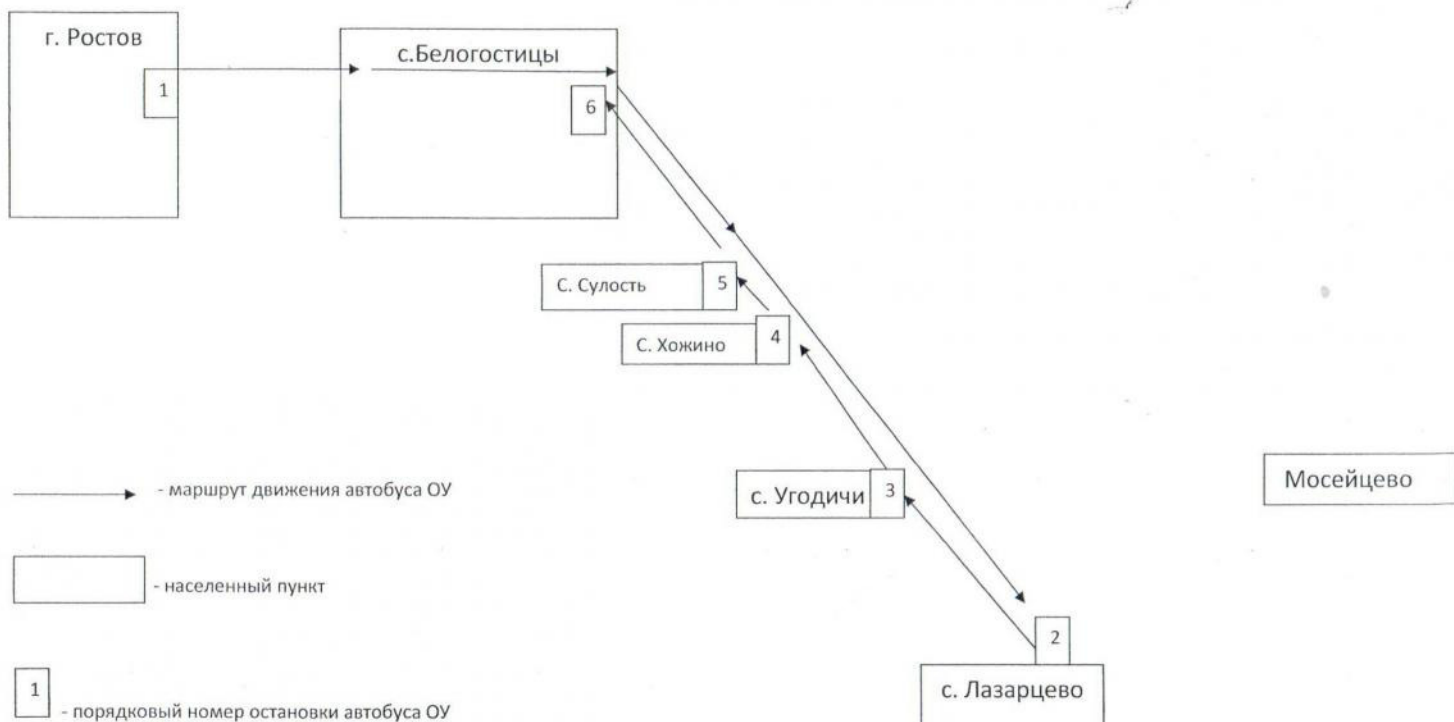 г. Ростов
с.Белогостицы
1
6
С. Сулость
5
С. Хожино
4
- маршрут движения автобуса ОУ
с. Угодичи
3
Мосейцево
- населенный пункт
2
с. Лазарцево
1
- порядковый номер остановки автобуса ОУ